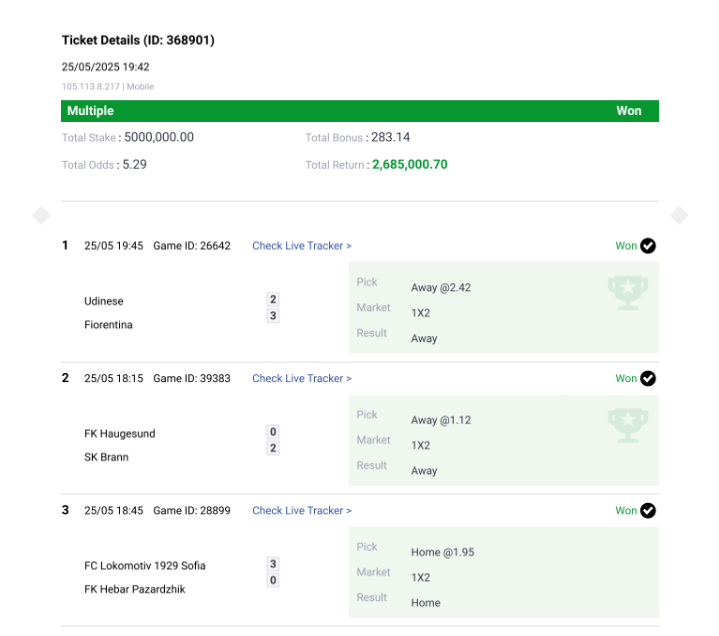 Ticket Details (ID: 368901)
25/05/2025 19:42
105.113.8.217 | Mobile
Multiple Won
Total Stake : 5000,000.00 Total Bonus : 283.14
Total Odds : 5.29 Total Return : 2,685,000.70
1 25/05 19:45 Game ID: 26642 Check Live Tracker > Won
Udinese 2
Fiorentina 3
Pick Away @2.42
Market 1X2
Result Away
2 25/05 18:15 Game ID: 39383 Check Live Tracker > Won
FK Haugesund 0
SK Brann 2
Pick Away @1.12
Market 1X2
Result Away
3 25/05 18:45 Game ID: 28899 Check Live Tracker > Won
FC Lokomotiv 1929 Sofia 3
FK Hebar Pazardzhik 0
Pick Home @1.95
Market 1X2
Result Home